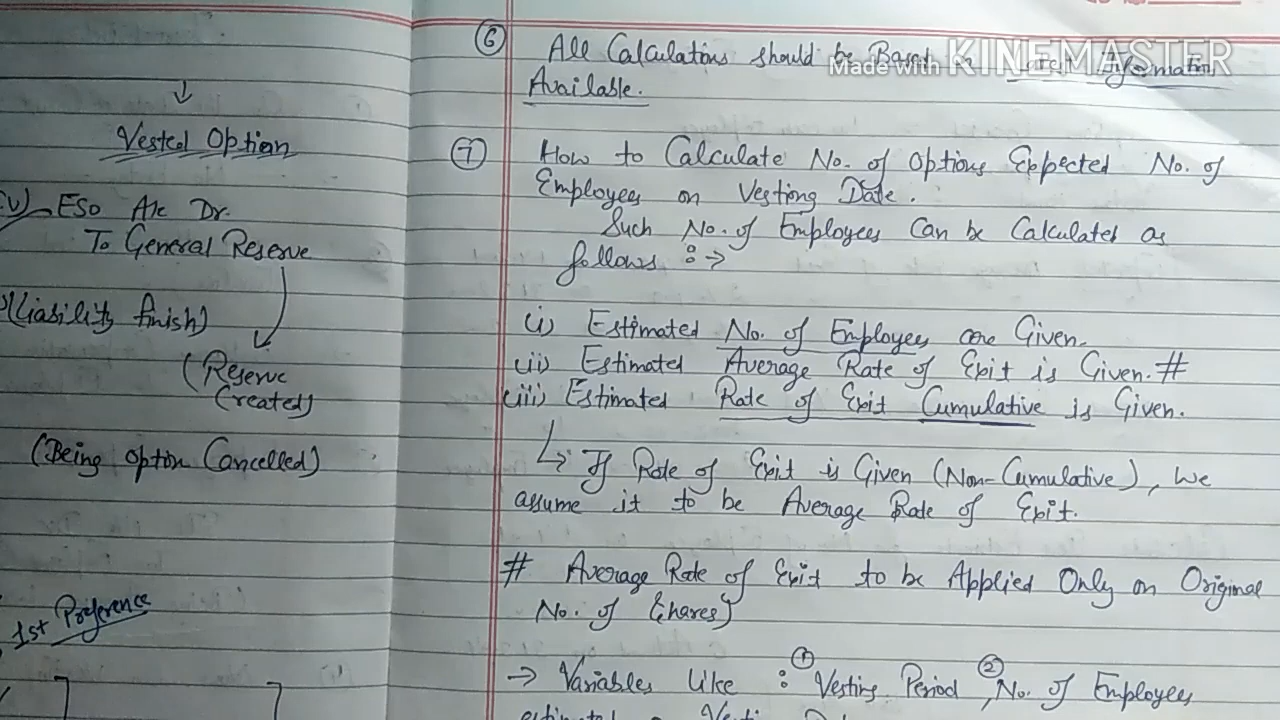 Vested Option
(V) ESO A/c Dr.
To General Reserve
(Liability finish)
(Reserve
Created)
(Being Option Cancelled)
1st Preference
⑥ All Calculations should be Based on Information
Made with KINEMASTER
Available.
⑦ How to Calculate No. of Options Expected No. of
Employees on Vesting Date.
Such No. of Employees Can be Calculated as
follows :→
(i) Estimated No. of Employees are Given.
(ii) Estimated Average Rate of Exit is Given. #
(iii) Estimated Rate of Exit Cumulative is Given.
↳ If Rate of Exit is Given (Non-Cumulative), We
assume it to be Average Rate of Exit.
# Average Rate of Exit to be Applied Only on Original
No. of Shares)
→ Variables Like : ① Vesting Period, ② No. of Employees